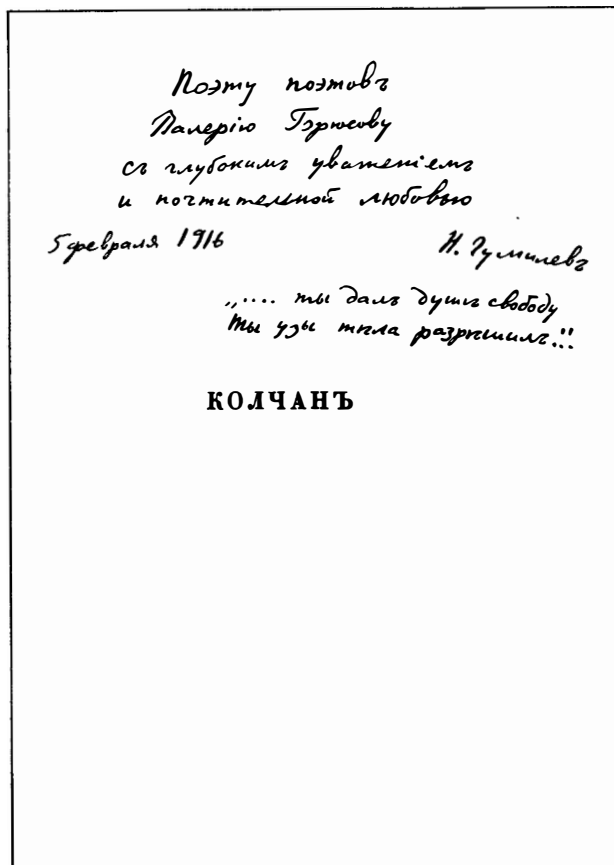 Поэту поэтовъ
Валерію Брюсову
съ глубокимъ уваженіемъ
и почтительной любовью
5 февраля 1916
Н. Гумилевъ
„.... ты далъ душѣ свободу
Ты узы тѣла разрѣшилъ..."
КОЛЧАНЪ